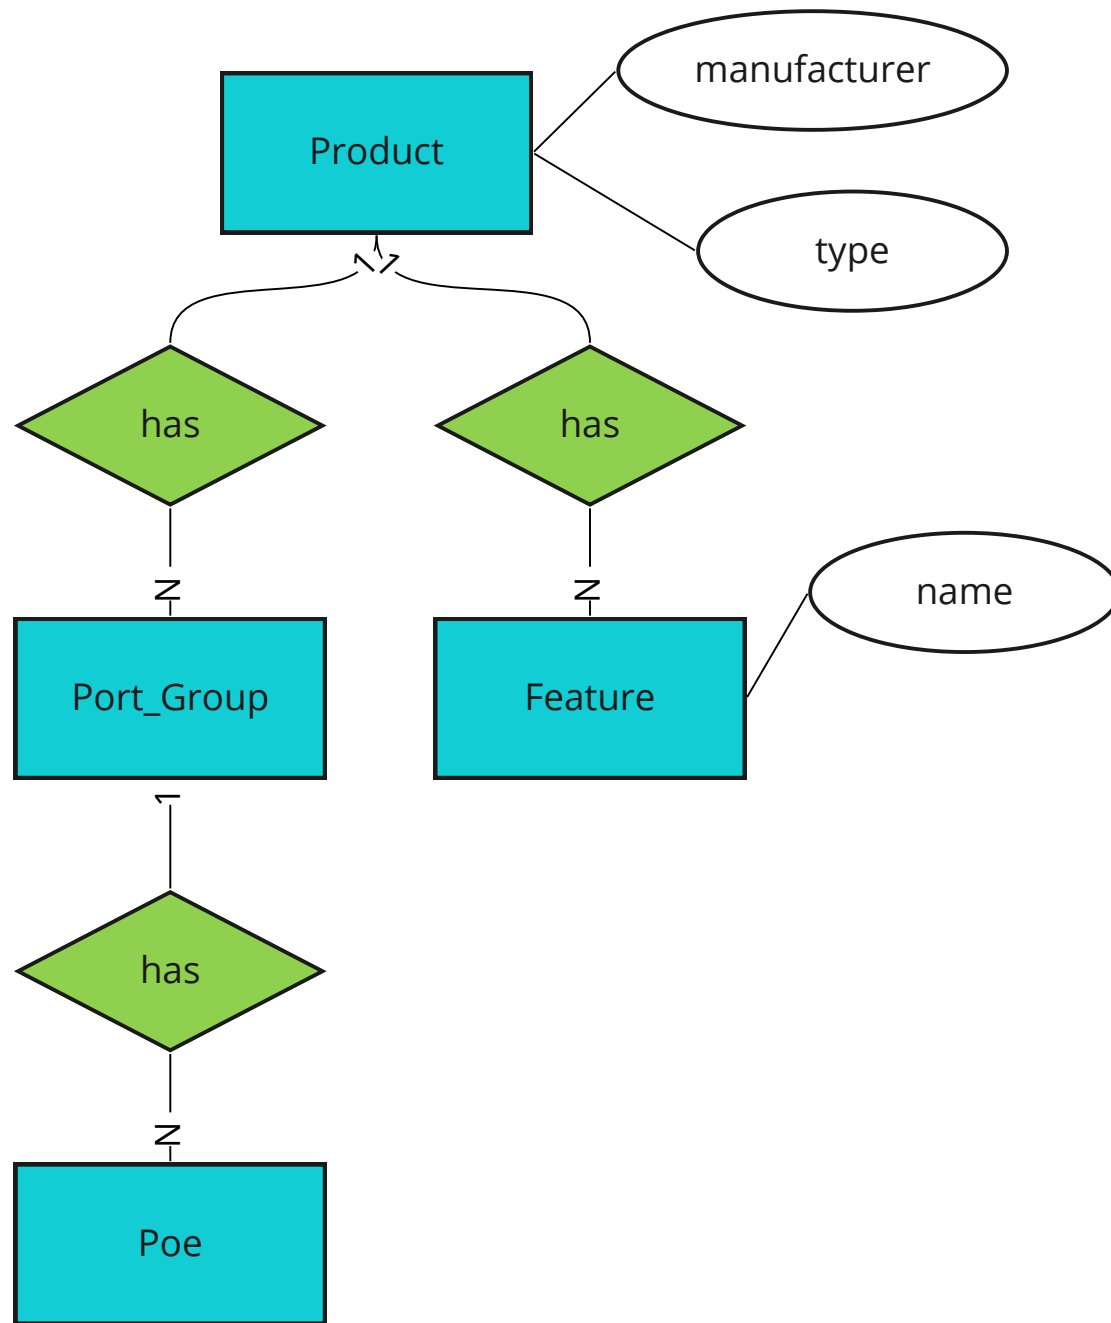 manufacturer
Product
type
1
1
has
has
N
N
name
Port_Group
Feature
1
has
N
Poe